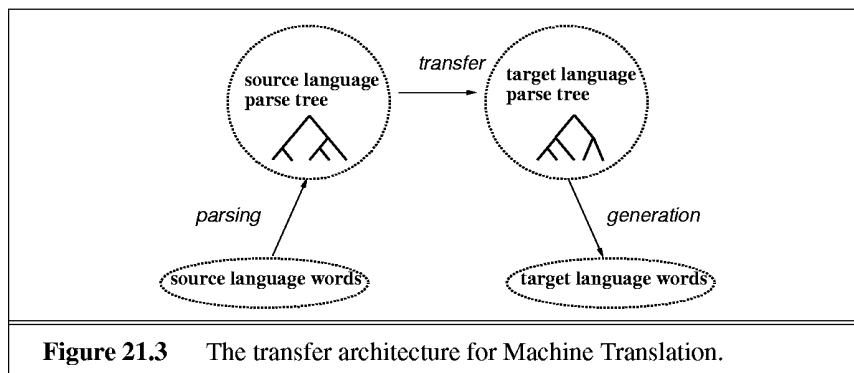 transfer
source language
parse tree
target language
parse tree
parsing
generation
source language words
target language words
Figure 21.3 The transfer architecture for Machine Translation.